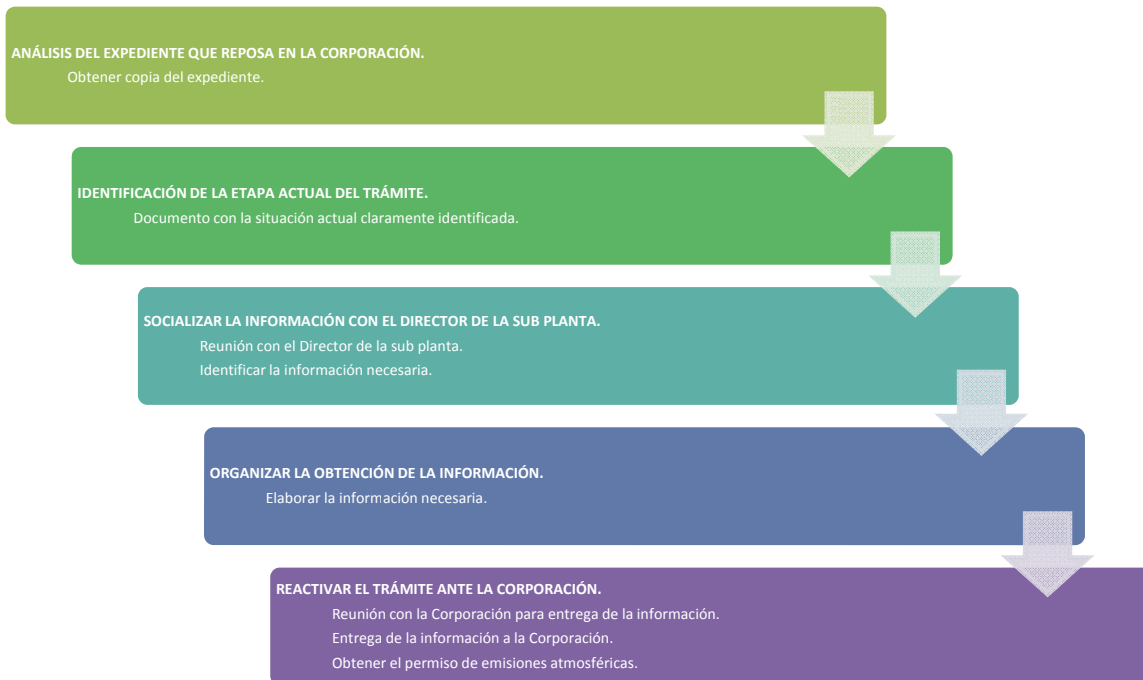 ANÁLISIS DEL EXPEDIENTE QUE REPOSA EN LA CORPORACIÓN.
Obtener copia del expediente.
IDENTIFICACIÓN DE LA ETAPA ACTUAL DEL TRÁMITE.
Documento con la situación actual claramente identificada.
SOCIALIZAR LA INFORMACIÓN CON EL DIRECTOR DE LA SUB PLANTA.
Reunión con el Director de la sub planta.
Identificar la información necesaria.
ORGANIZAR LA OBTENCIÓN DE LA INFORMACIÓN.
Elaborar la información necesaria.
REACTIVAR EL TRÁMITE ANTE LA CORPORACIÓN.
Reunión con la Corporación para entrega de la información.
Entrega de la información a la Corporación.
Obtener el permiso de emisiones atmosféricas.